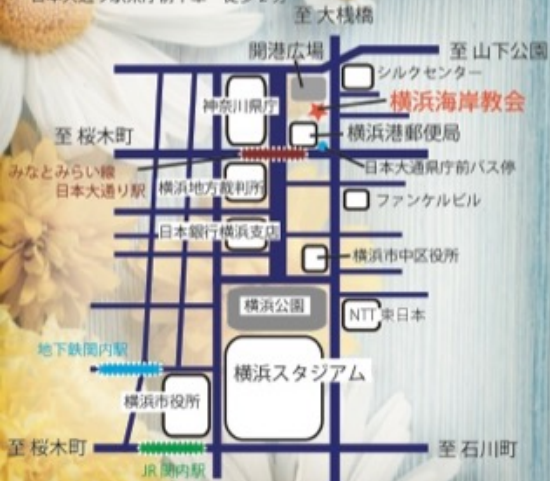 至 大桟橋
開港広場
至 山下公園
シルクセンター
神奈川県庁
横浜海岸教会
至 桜木町
横浜港郵便局
みなとみらい線
日本大通り駅
日本大通県庁前バス停
横浜地方裁判所
ファンケルビル
日本銀行横浜支店
横浜市中区役所
横浜公園
NTT 東日本
地下鉄関内駅
横浜スタジアム
横浜市役所
至 桜木町
至 石川町
JR 関内駅